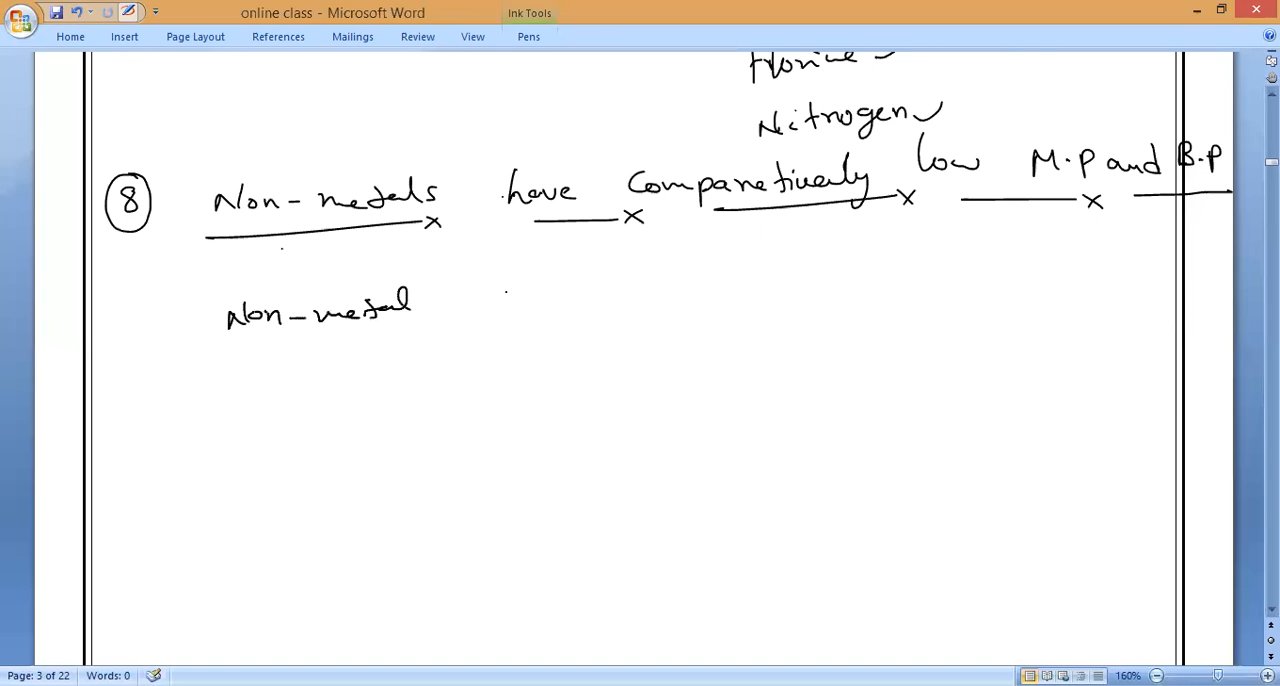 online class - Microsoft Word
Ink Tools
Home Insert Page Layout References Mailings Review View Pens
Nitrogen
8 Non-metals have Comparetively low M.P and B.P
Non-metal
Page: 3 of 22 Words: 0 160%